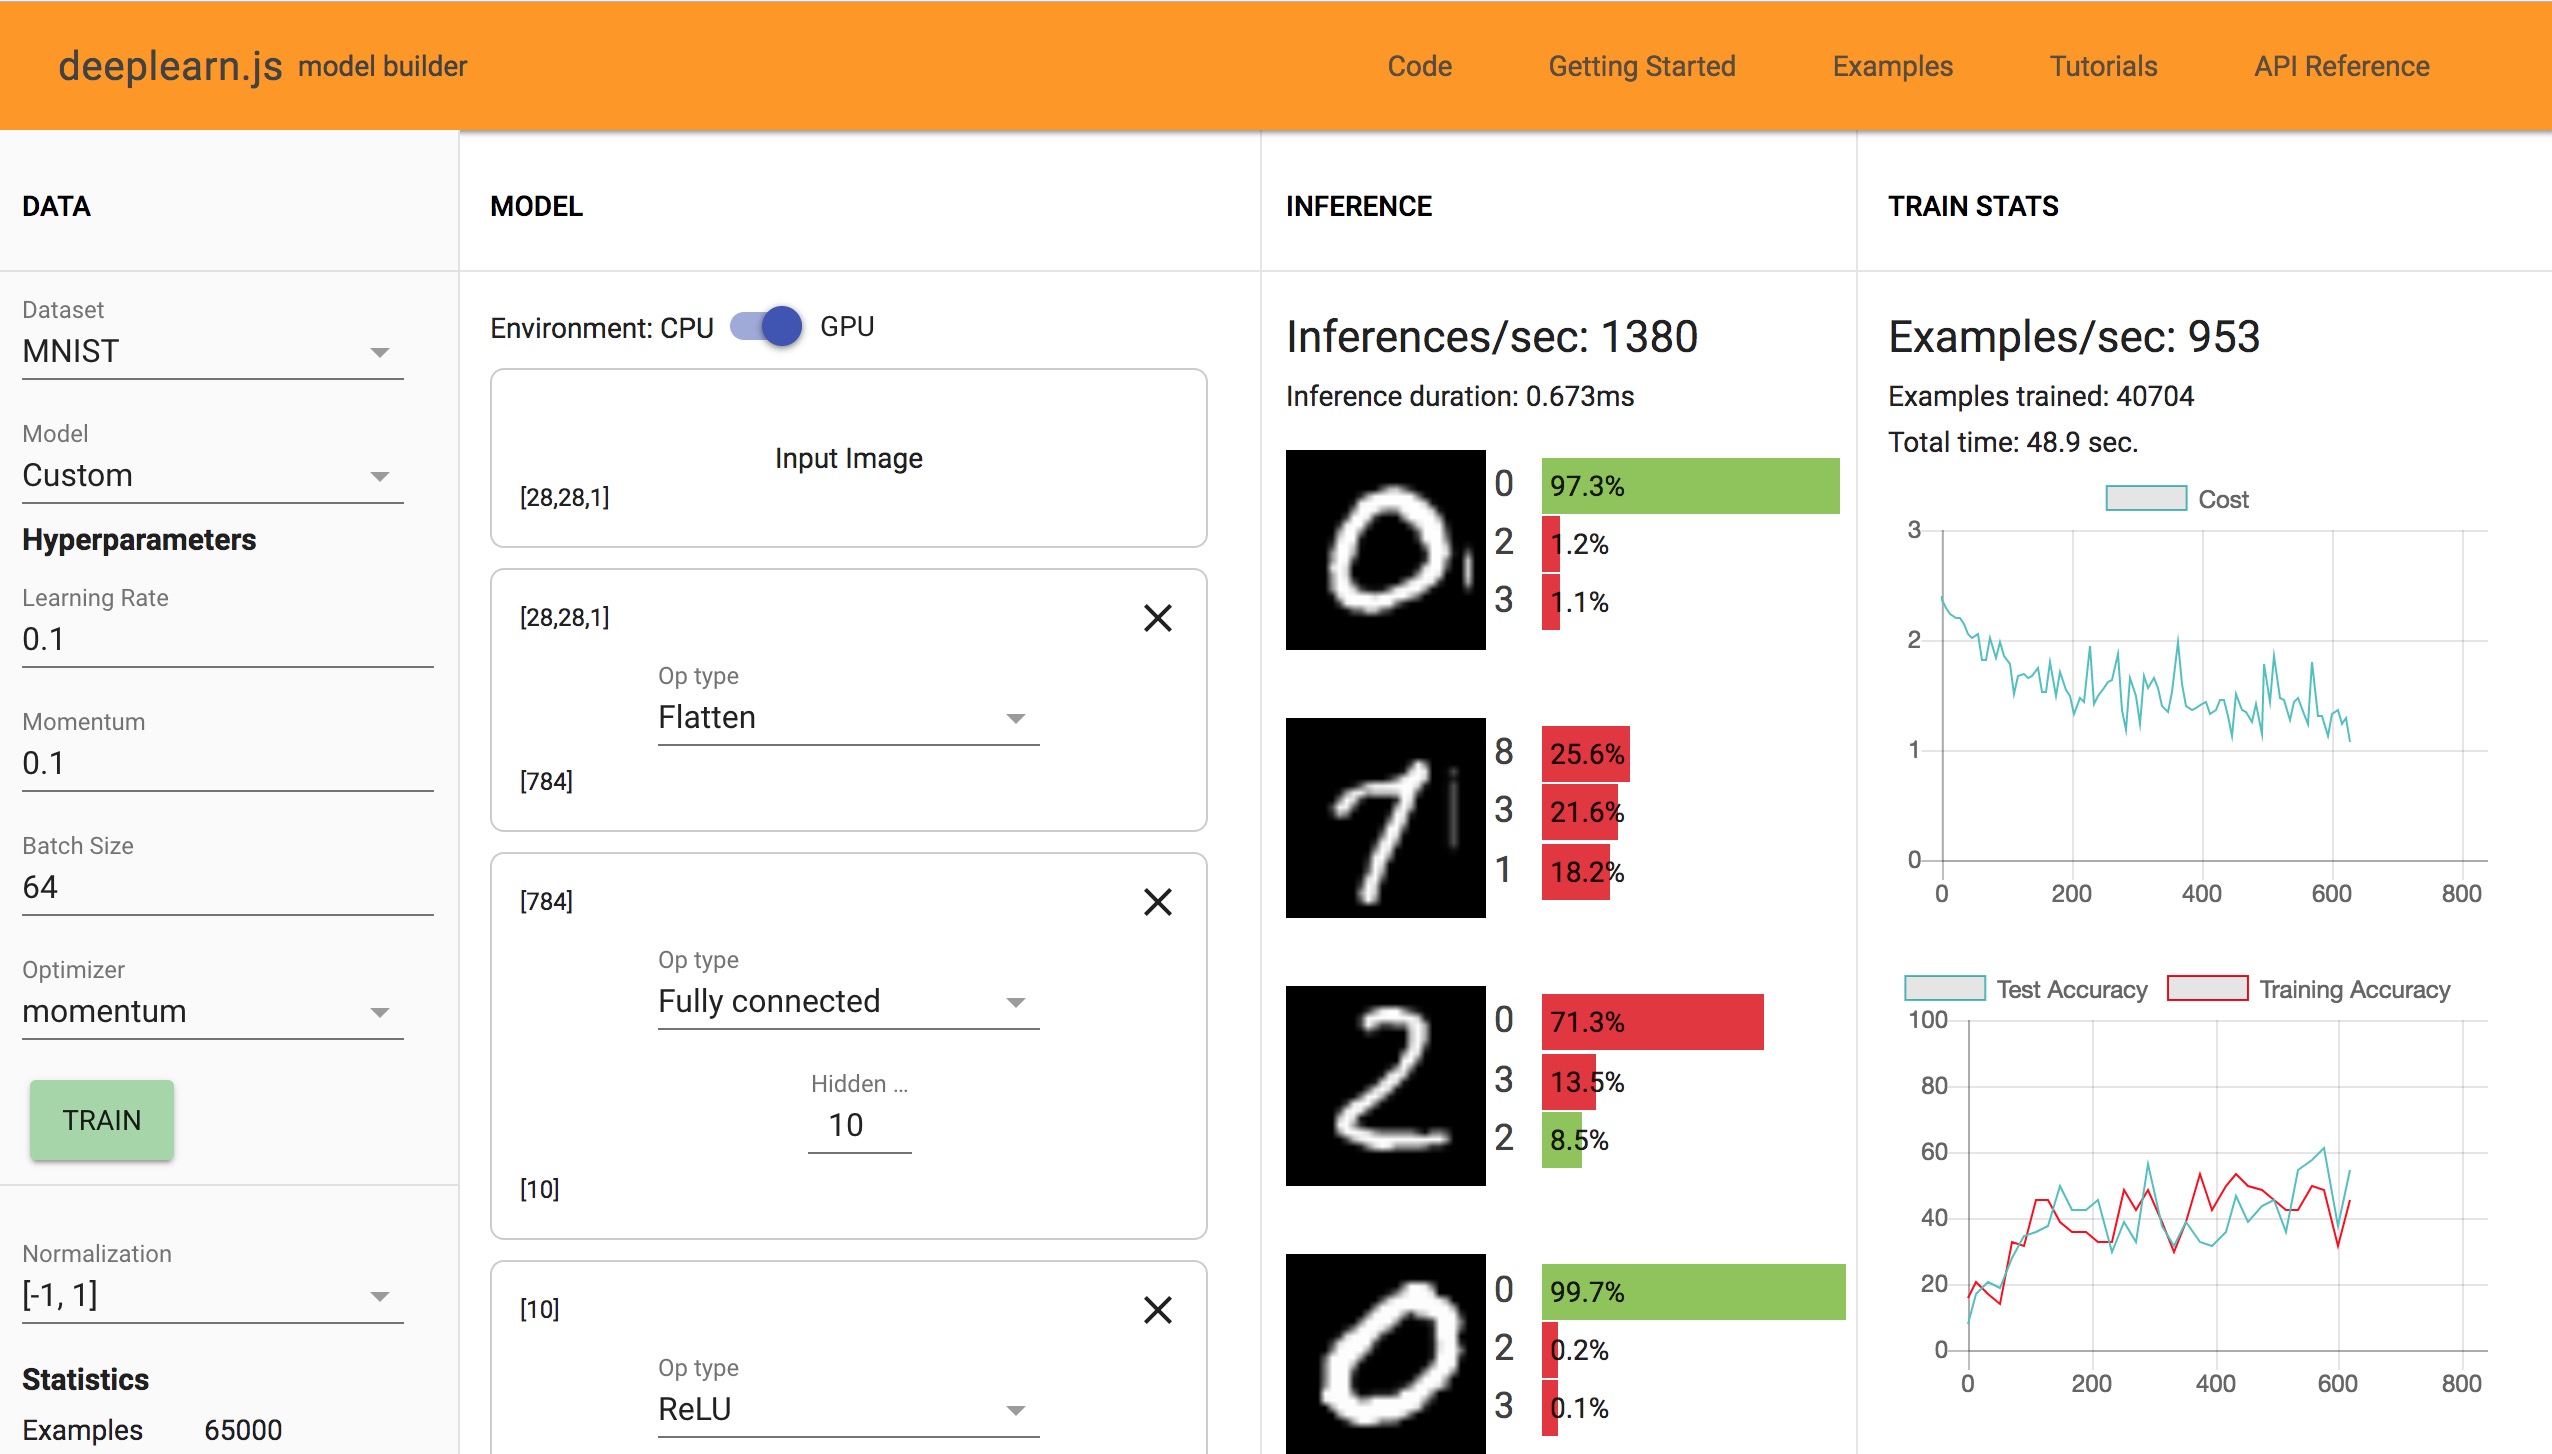 deeplearn.js model builder
Code Getting Started Examples Tutorials API Reference
DATA
Dataset
MNIST
Model
Custom
Hyperparameters
Learning Rate
0.1
Momentum
0.1
Batch Size
64
Optimizer
momentum
TRAIN
Normalization
[-1, 1]
Statistics
Examples 65000
MODEL
Environment: CPU GPU
Input Image
[28,28,1]
[28,28,1]
Op type
Flatten
[784]
[784]
Op type
Fully connected
Hidden ...
10
[10]
[10]
Op type
ReLU
INFERENCE
Inferences/sec: 1380
Inference duration: 0.673ms
0 97.3%
2 1.2%
3 1.1%
8 25.6%
3 21.6%
1 18.2%
0 71.3%
3 13.5%
2 8.5%
0 99.7%
2 0.2%
3 0.1%
TRAIN STATS
Examples/sec: 953
Examples trained: 40704
Total time: 48.9 sec.
Cost
3
2
1
0
0 200 400 600 800
Test Accuracy Training Accuracy
100
80
60
40
20
0
0 200 400 600 800